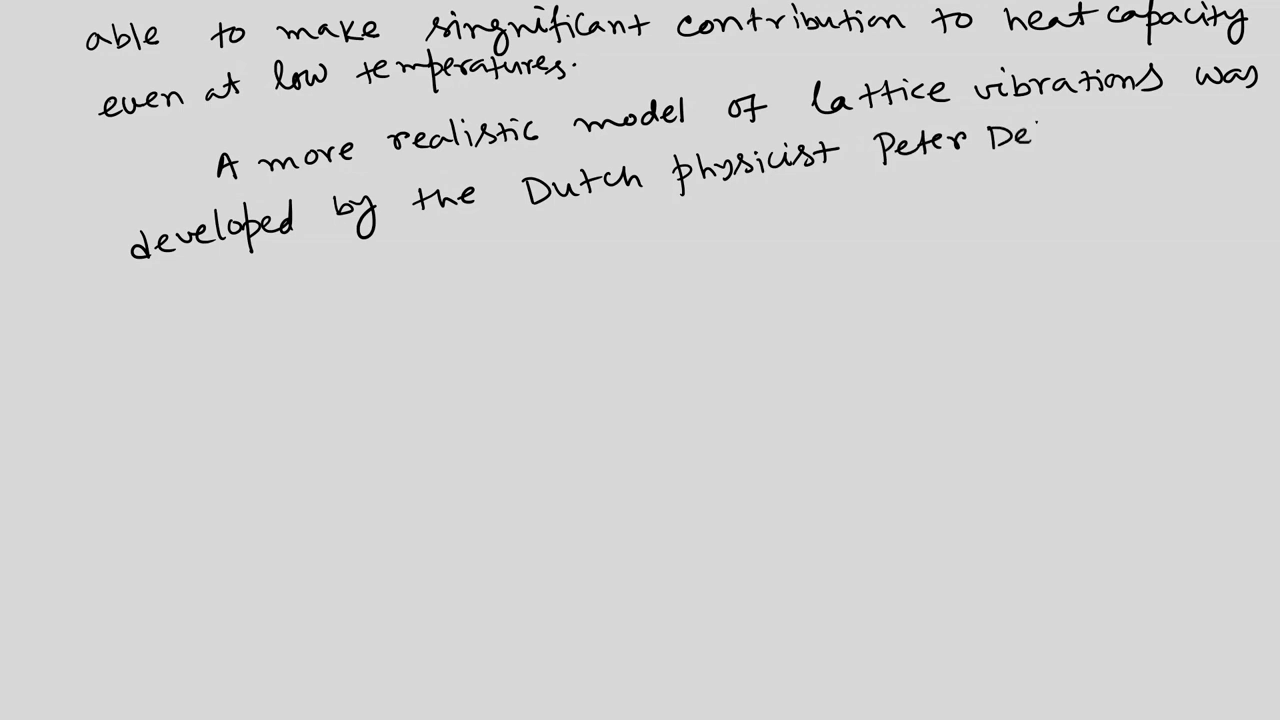 able to make singnificant contribution to heat capacity
even at low temperatures.
A more realistic model of lattice vibrations was
developed by the Dutch physicist Peter De